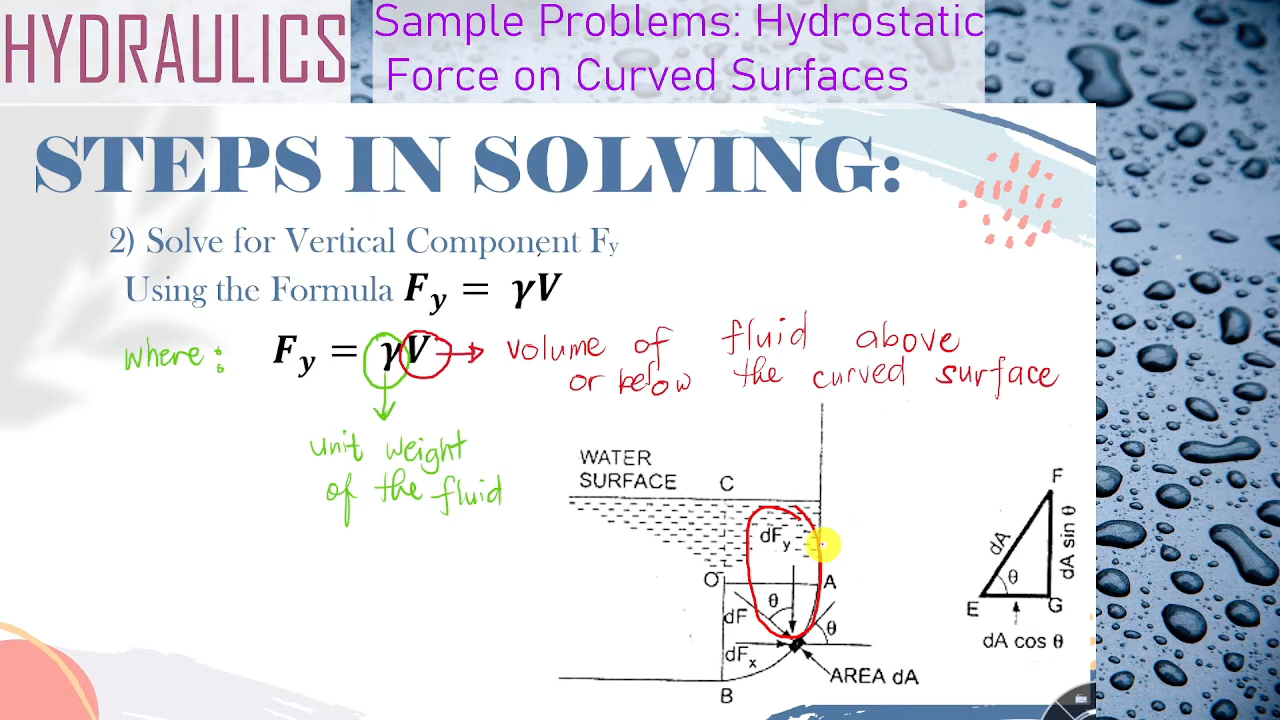 HYDRAULICS
Sample Problems: Hydrostatic
Force on Curved Surfaces
STEPS IN SOLVING:
2) Solve for Vertical Component Fy
Using the Formula Fy = γV
where : Fy = γV → volume of fluid above
or below the curved surface
unit weight
of the fluid
WATER
SURFACE
C
dFy
O
A
θ
dF
θ
dFx
AREA dA
B
F
dA
dA sin θ
θ
E
G
dA cos θ